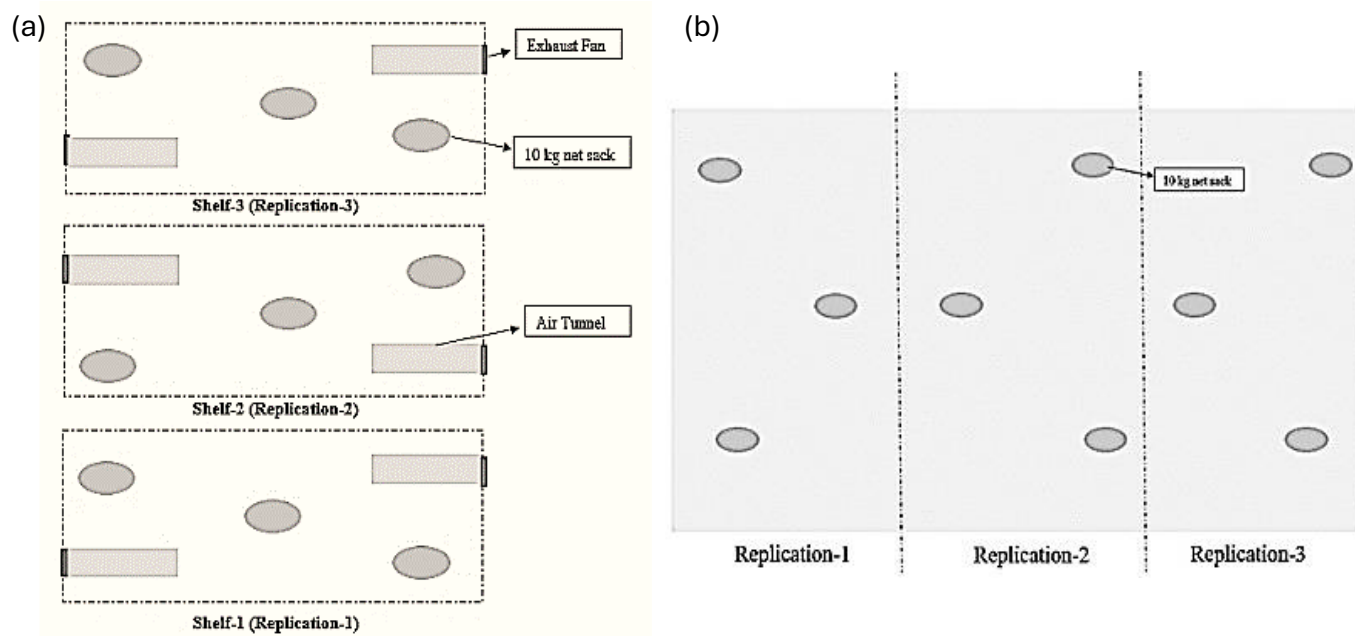 (a)
Exhaust Fan
10 kg net sack
Shelf-3 (Replication-3)
Air Tunnel
Shelf-2 (Replication-2)
Shelf-1 (Replication-1)
(b)
10 kg net sack
Replication-1
Replication-2
Replication-3